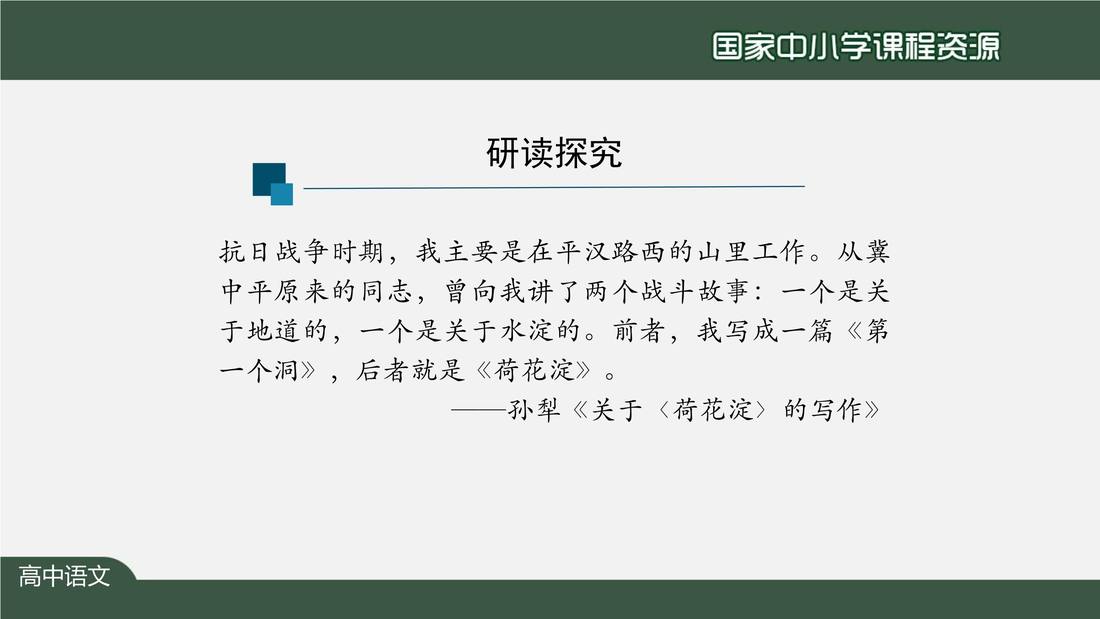 国家中小学课程资源
研读探究
抗日战争时期，我主要是在平汉路西的山里工作。从冀
中平原来的同志，曾向我讲了两个战斗故事：一个是关
于地道的，一个是关于水淀的。前者，我写成一篇《第
一个洞》，后者就是《荷花淀》。
——孙犁《关于〈荷花淀〉的写作》
高中语文